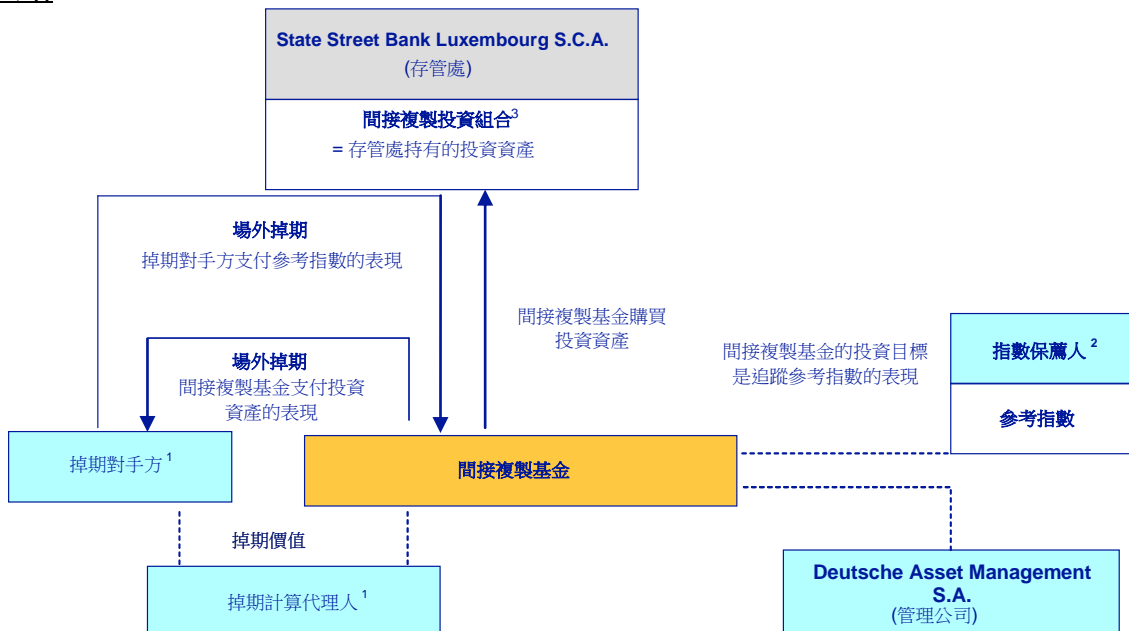 State Street Bank Luxembourg S.C.A.
(存管處)
間接複製投資組合3
= 存管處持有的投資資產
場外掉期
掉期對手方支付參考指數的表現
間接複製基金購買
投資資產
場外掉期
間接複製基金支付投資
資產的表現
間接複製基金的投資目標
是追蹤參考指數的表現
指數保薦人 2
參考指數
掉期對手方 1
間接複製基金
掉期價值
掉期計算代理人 1
Deutsche Asset Management
S.A.
(管理公司)